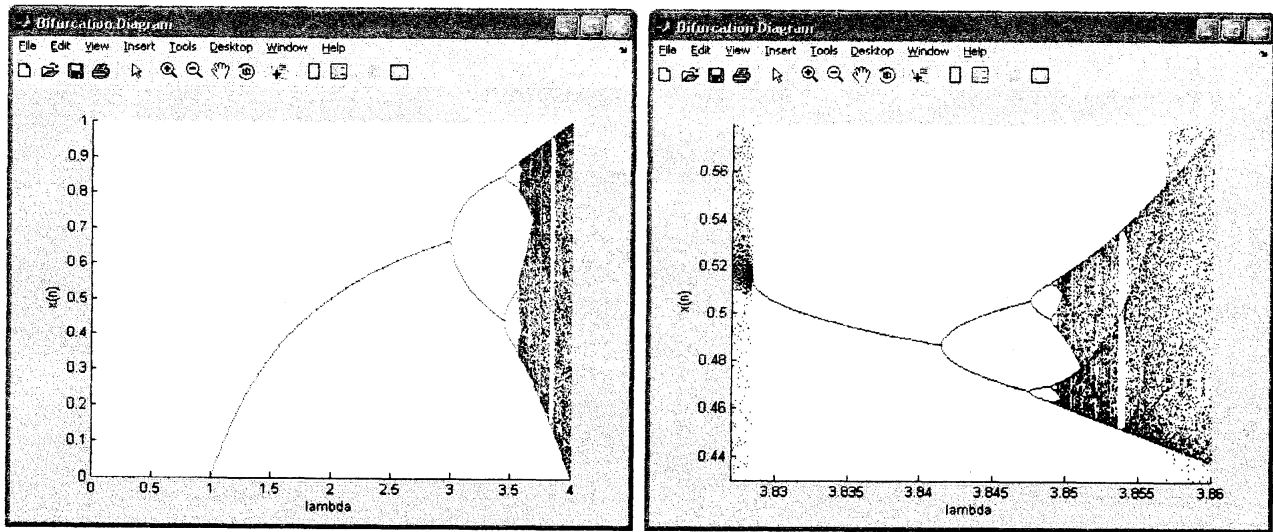 Bifurcation Diagram
File Edit View Insert Tools Desktop Window Help
1
0.9
0.8
0.7
0.6
0.5
0.4
0.3
0.2
0.1
0
x(n)
0 0.5 1 1.5 2 2.5 3 3.5 4
lambda
Bifurcation Diagram
File Edit View Insert Tools Desktop Window Help
0.56
0.54
0.52
0.5
0.48
0.46
0.44
x(n)
3.83 3.835 3.84 3.845 3.85 3.855 3.86
lambda